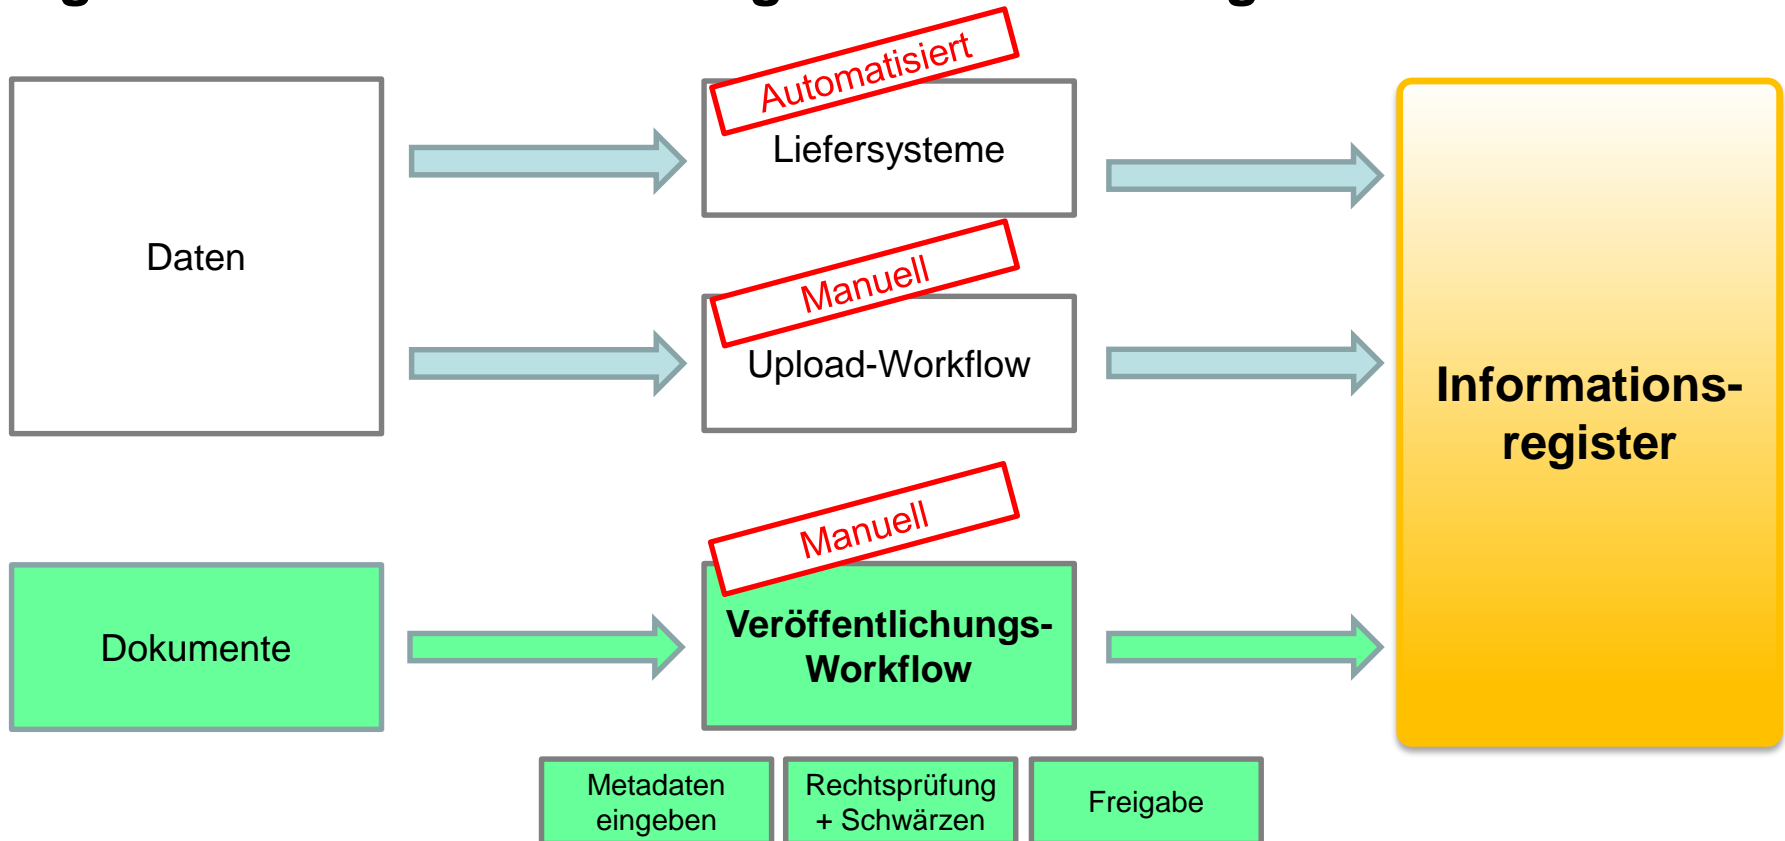 Automatisiert
Liefersysteme
Daten
Manuell
Upload-Workflow
Informations-
register
Manuell
Dokumente
Veröffentlichungs-
Workflow
Metadaten
eingeben
Rechtsprüfung
+ Schwärzen
Freigabe